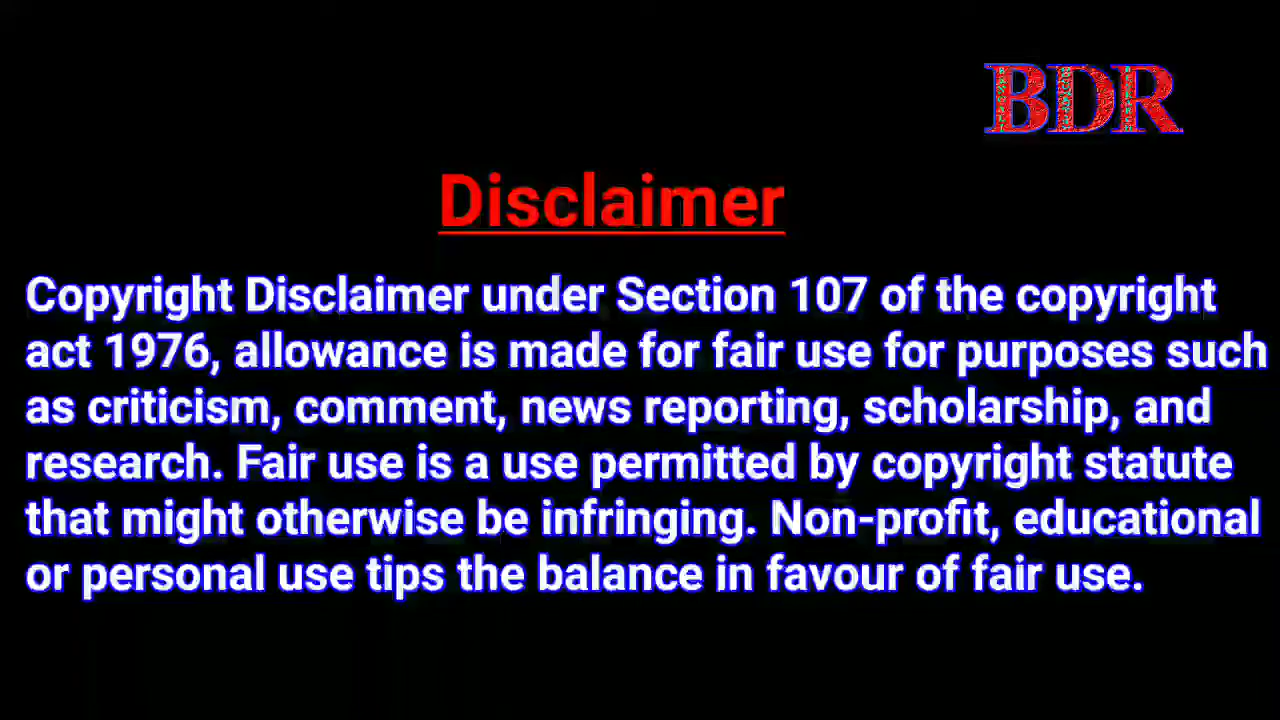 BDR
Disclaimer
Copyright Disclaimer under Section 107 of the copyright
act 1976, allowance is made for fair use for purposes such
as criticism, comment, news reporting, scholarship, and
research. Fair use is a use permitted by copyright statute
that might otherwise be infringing. Non-profit, educational
or personal use tips the balance in favour of fair use.